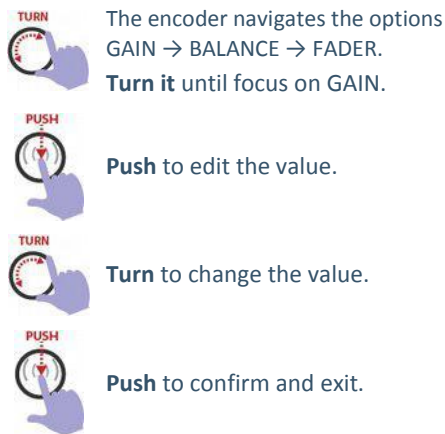 TURN
The encoder navigates the options
GAIN → BALANCE → FADER.
Turn it until focus on GAIN.
PUSH
Push to edit the value.
TURN
Turn to change the value.
PUSH
Push to confirm and exit.